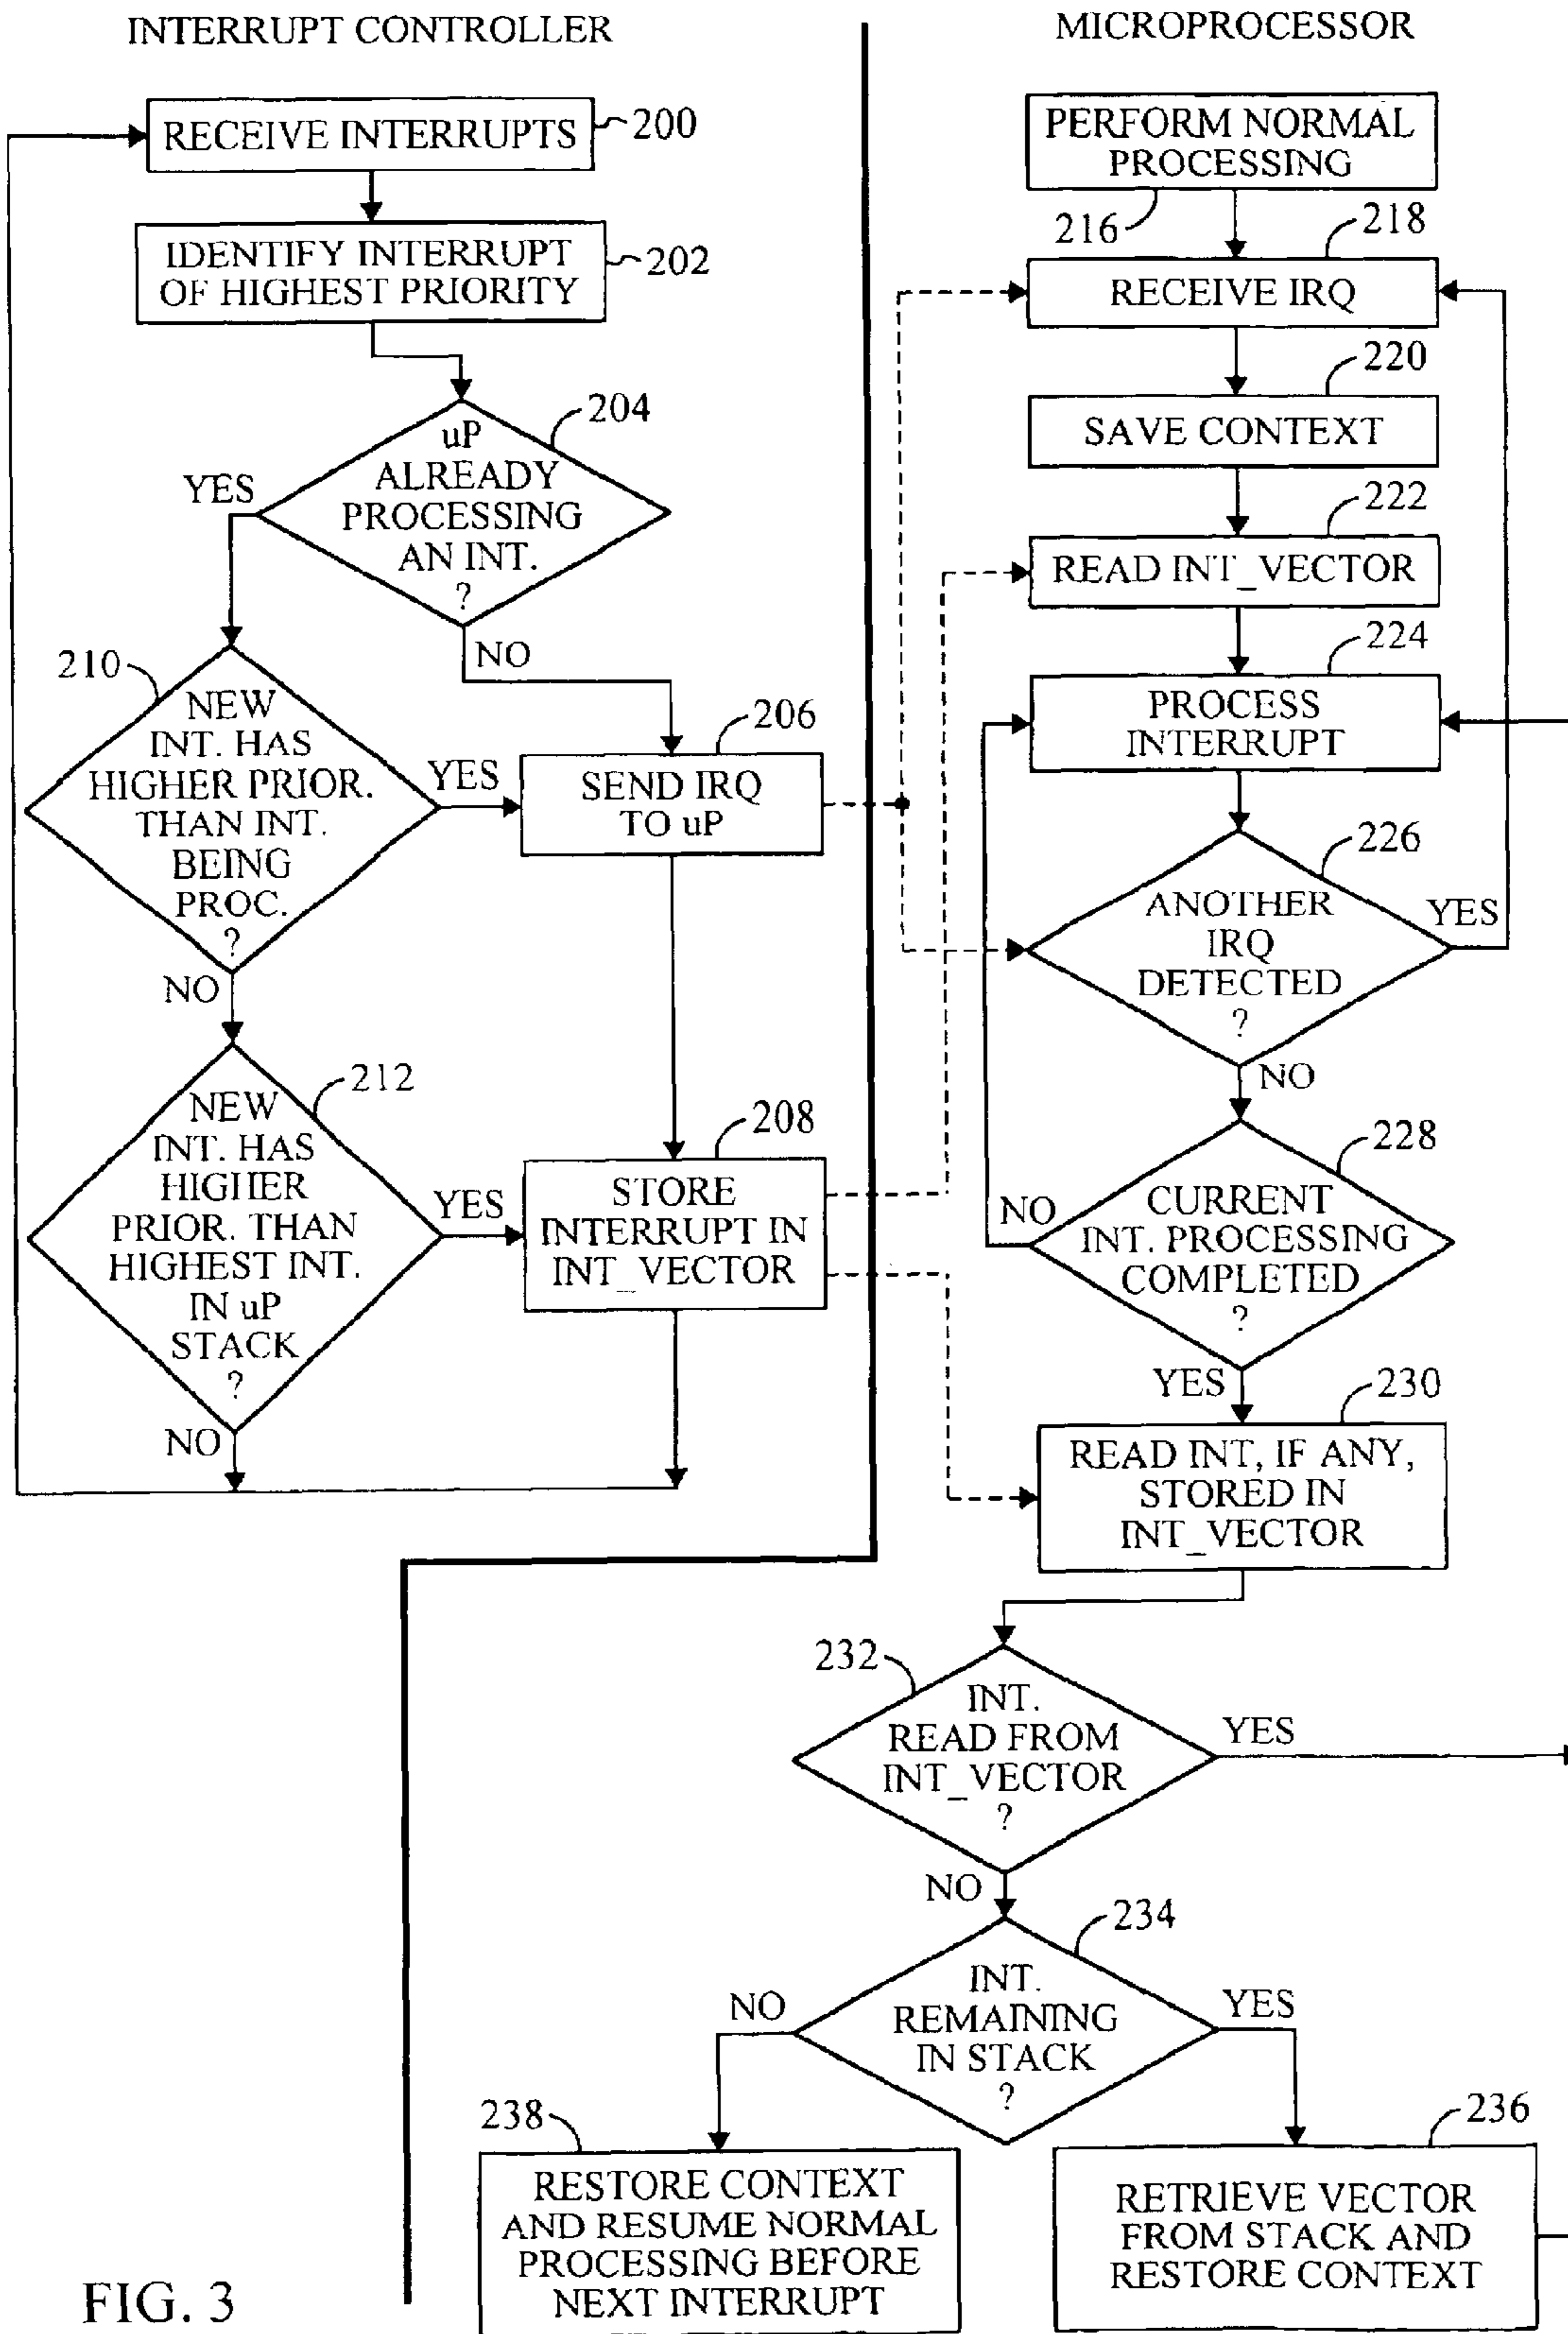 INTERRUPT CONTROLLER
RECEIVE INTERRUPTS
200
IDENTIFY INTERRUPT
OF HIGHEST PRIORITY
202
uP
ALREADY
PROCESSING
AN INT.
?
204
YES
NO
210
NEW
INT. HAS
HIGHER PRIOR.
THAN INT.
BEING
PROC.
?
YES
NO
206
SEND IRQ
TO uP
212
NEW
INT. HAS
HIGHER
PRIOR. THAN
HIGHEST INT.
IN uP
STACK
?
YES
NO
208
STORE
INTERRUPT IN
INT_VECTOR
MICROPROCESSOR
PERFORM NORMAL
PROCESSING
216
218
RECEIVE IRQ
220
SAVE CONTEXT
222
READ INT_VECTOR
224
PROCESS
INTERRUPT
226
ANOTHER
IRQ
DETECTED
?
YES
NO
228
CURRENT
INT. PROCESSING
COMPLETED
?
NO
YES
230
READ INT, IF ANY,
STORED IN
INT_VECTOR
232
INT.
READ FROM
INT_VECTOR
?
YES
NO
234
INT.
REMAINING
IN STACK
?
NO
YES
238
RESTORE CONTEXT
AND RESUME NORMAL
PROCESSING BEFORE
NEXT INTERRUPT
236
RETRIEVE VECTOR
FROM STACK AND
RESTORE CONTEXT
FIG. 3